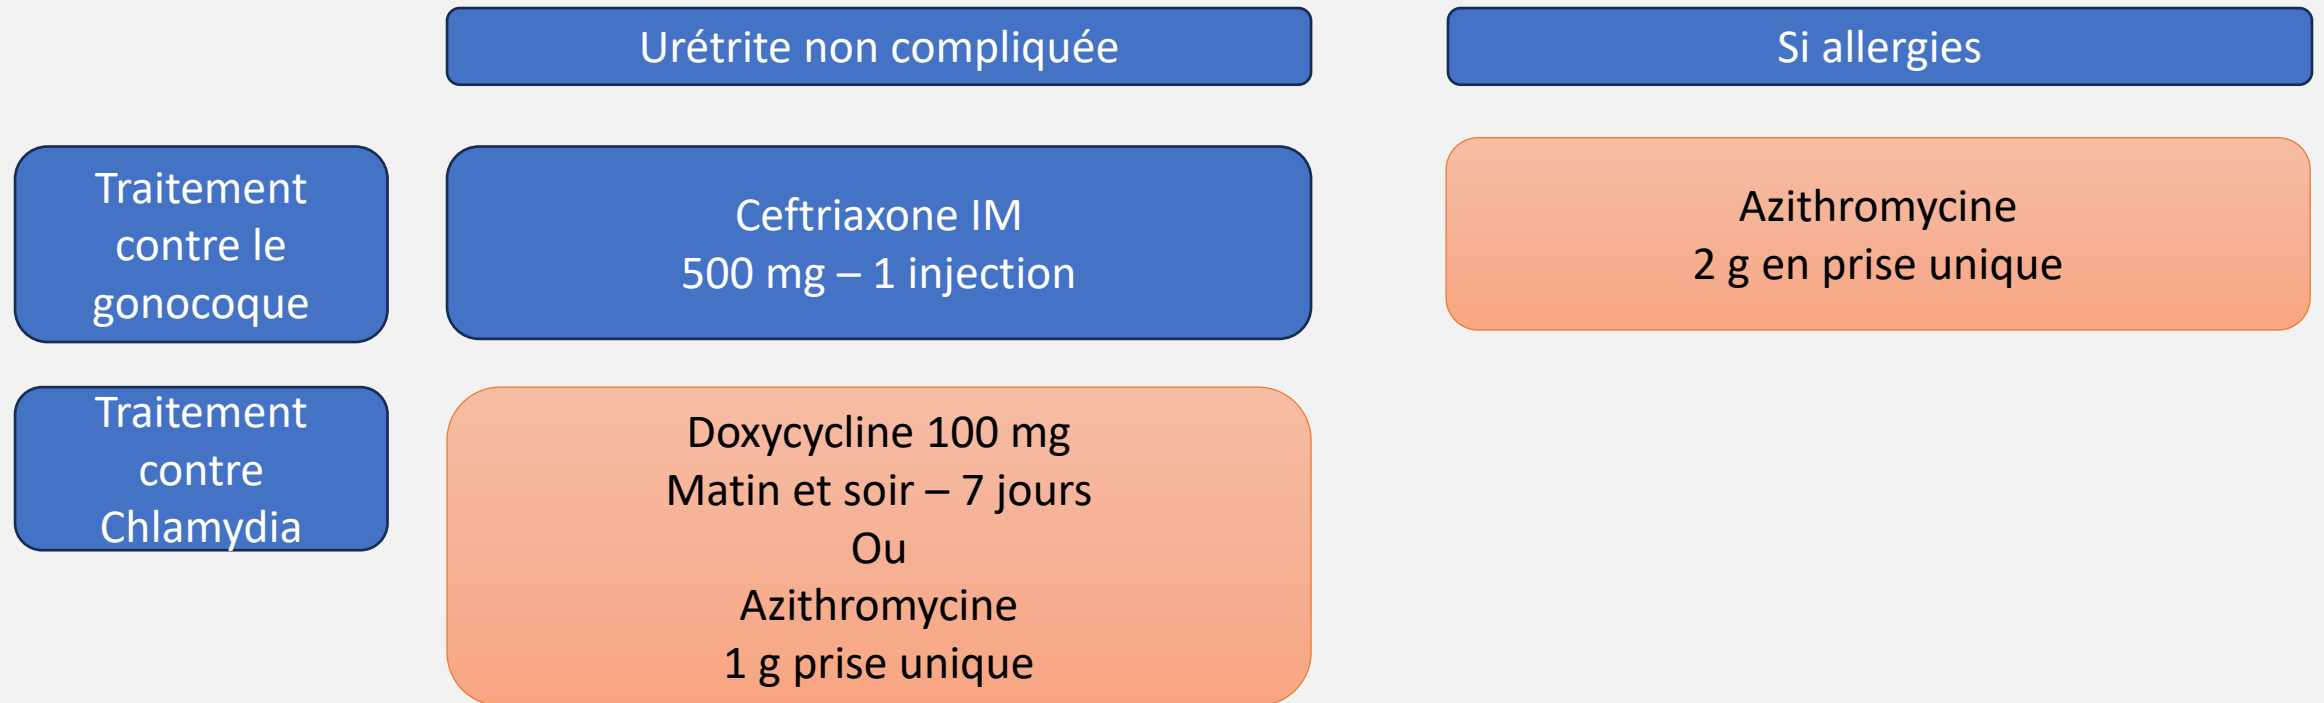 Urétrite non compliquée
Si allergies
Traitement
contre le
gonocoque
Ceftriaxone IM
500 mg – 1 injection
Azithromycine
2 g en prise unique
Traitement
contre
Chlamydia
Doxycycline 100 mg
Matin et soir – 7 jours
Ou
Azithromycine
1 g prise unique